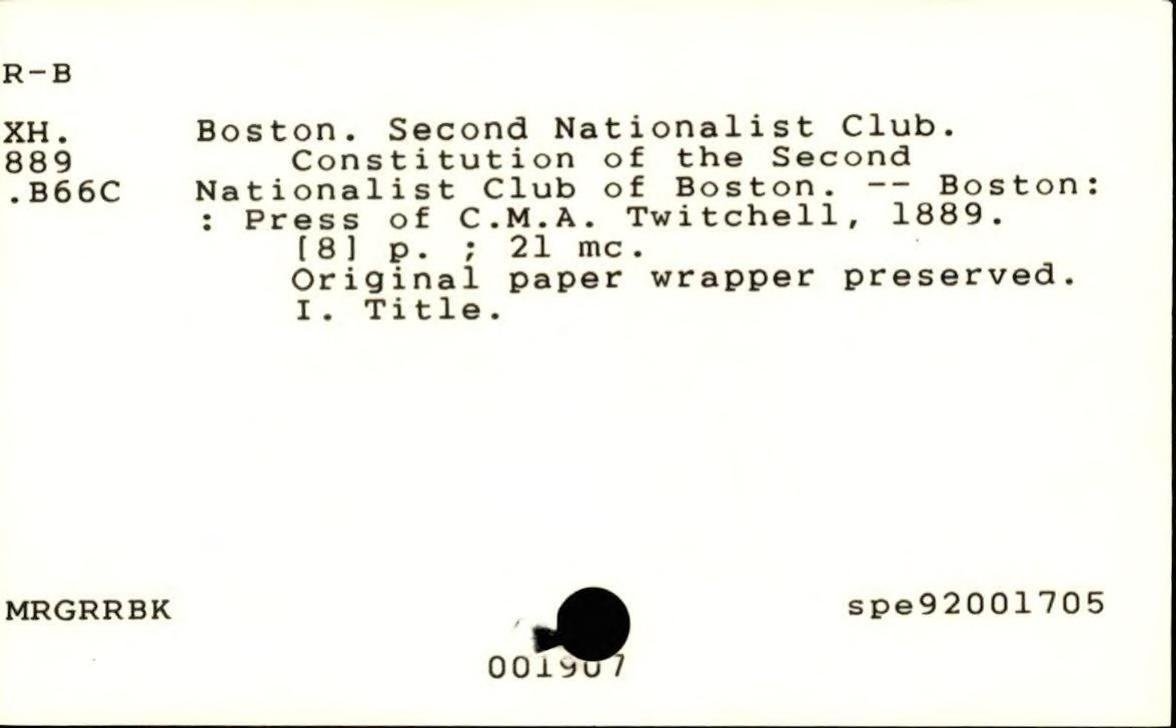 R-B
XH. Boston. Second Nationalist Club.
889 Constitution of the Second
.B66C Nationalist Club of Boston. -- Boston:
: Press of C.M.A. Twitchell, 1889.
[8] p. ; 21 mc.
Original paper wrapper preserved.
I. Title.
MRGRRBK spe92001705
001907